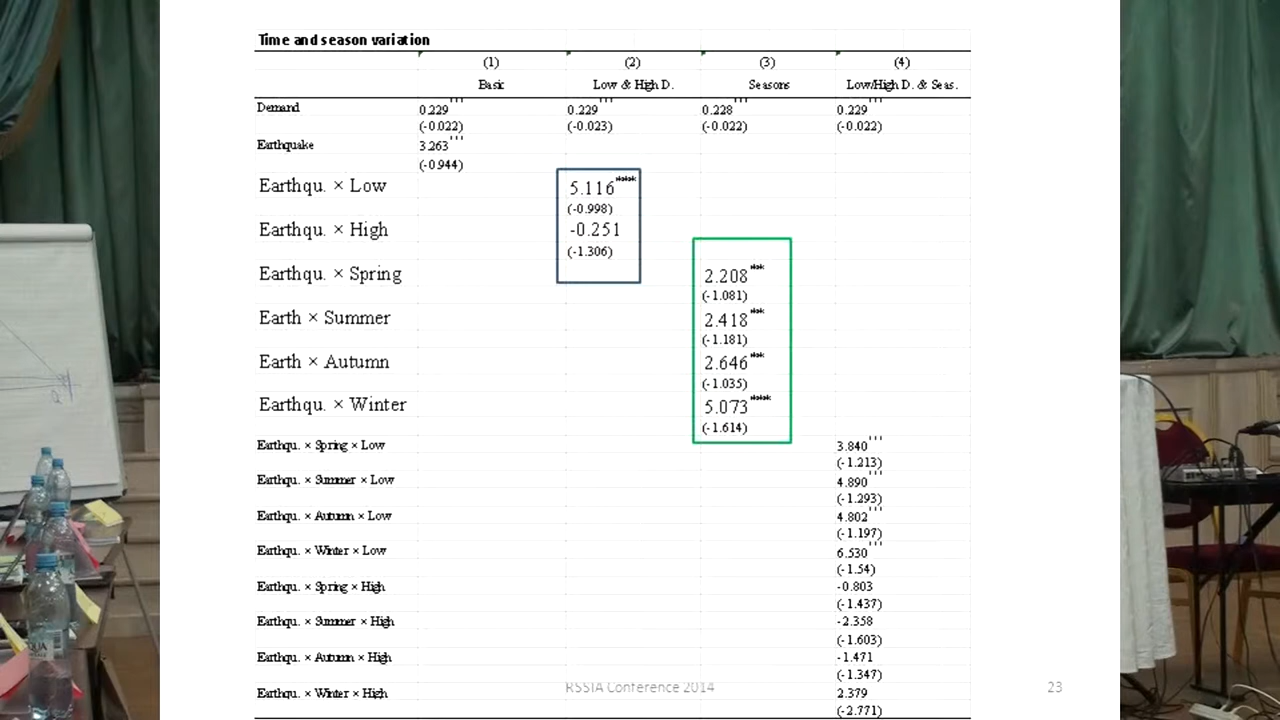 Time and season variation
(1) (2) (3) (4)
Basic Low & High D. Seasons Low/High D. & Seas.
Demand 0.229*** 0.229*** 0.228*** 0.229***
(-0.022) (-0.023) (-0.022) (-0.022)
Earthquake 3.263***
(-0.944)
Earthqu. × Low 5.116***
(-0.998)
Earthqu. × High -0.251
(-1.306)
Earthqu. × Spring 2.208**
(-1.081)
Earth × Summer 2.418**
(-1.181)
Earth × Autumn 2.646**
(-1.035)
Earthqu. × Winter 5.073***
(-1.614)
Earthqu. × Spring × Low 3.840***
(-1.213)
Earthqu. × Summer × Low 4.890***
(-1.293)
Earthqu. × Autumn × Low 4.802***
(-1.197)
Earthqu. × Winter × Low 6.530***
(-1.54)
Earthqu. × Spring × High -0.803
(-1.437)
Earthqu. × Summer × High -2.358
(-1.603)
Earthqu. × Autumn × High -1.471
(-1.347)
Earthqu. × Winter × High 2.379
(-2.771)
RSSIA Conference 2014 23